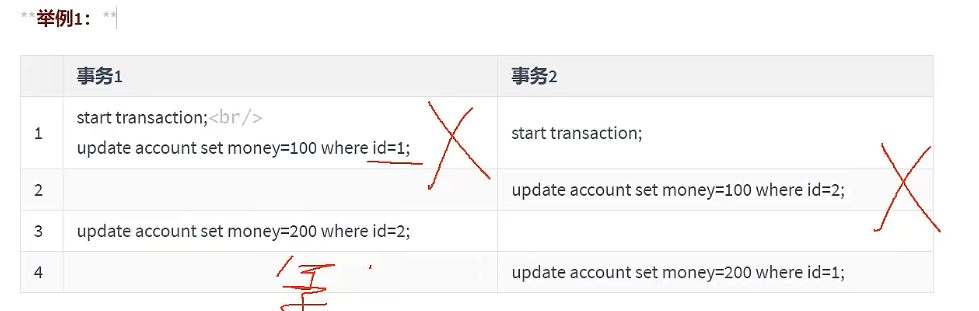 **举例1：**
事务1 事务2
1 start transaction;<br/> start transaction;
update account set money=100 where id=1;
X
2 update account set money=100 where id=2;
X
3 update account set money=200 where id=2;
4 update account set money=200 where id=1;